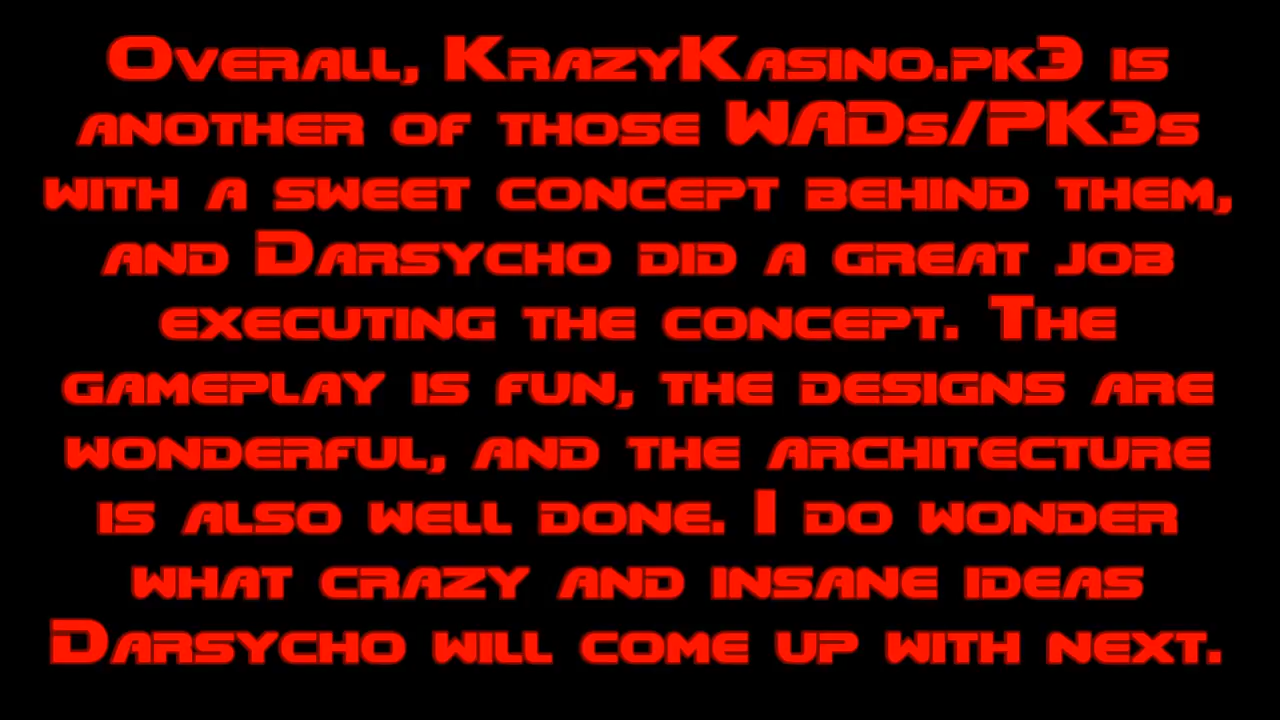 Overall, KrazyKasino.pk3 is
another of those WADs/PK3s
with a sweet concept behind them,
and Darsycho did a great job
executing the concept. The
gameplay is fun, the designs are
wonderful, and the architecture
is also well done. I do wonder
what crazy and insane ideas
Darsycho will come up with next.